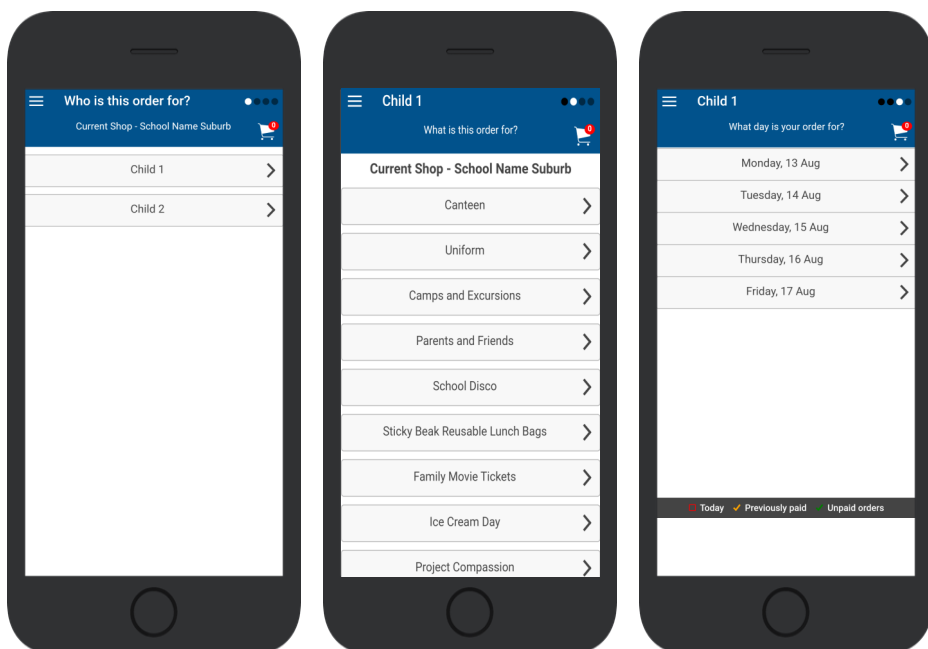 Who is this order for?
Current Shop - School Name Suburb
0
Child 1
Child 2
Child 1
What is this order for?
0
Current Shop - School Name Suburb
Canteen
Uniform
Camps and Excursions
Parents and Friends
School Disco
Sticky Beak Reusable Lunch Bags
Family Movie Tickets
Ice Cream Day
Project Compassion
Child 1
What day is your order for?
0
Monday, 13 Aug
Tuesday, 14 Aug
Wednesday, 15 Aug
Thursday, 16 Aug
Friday, 17 Aug
Today Previously paid Unpaid orders